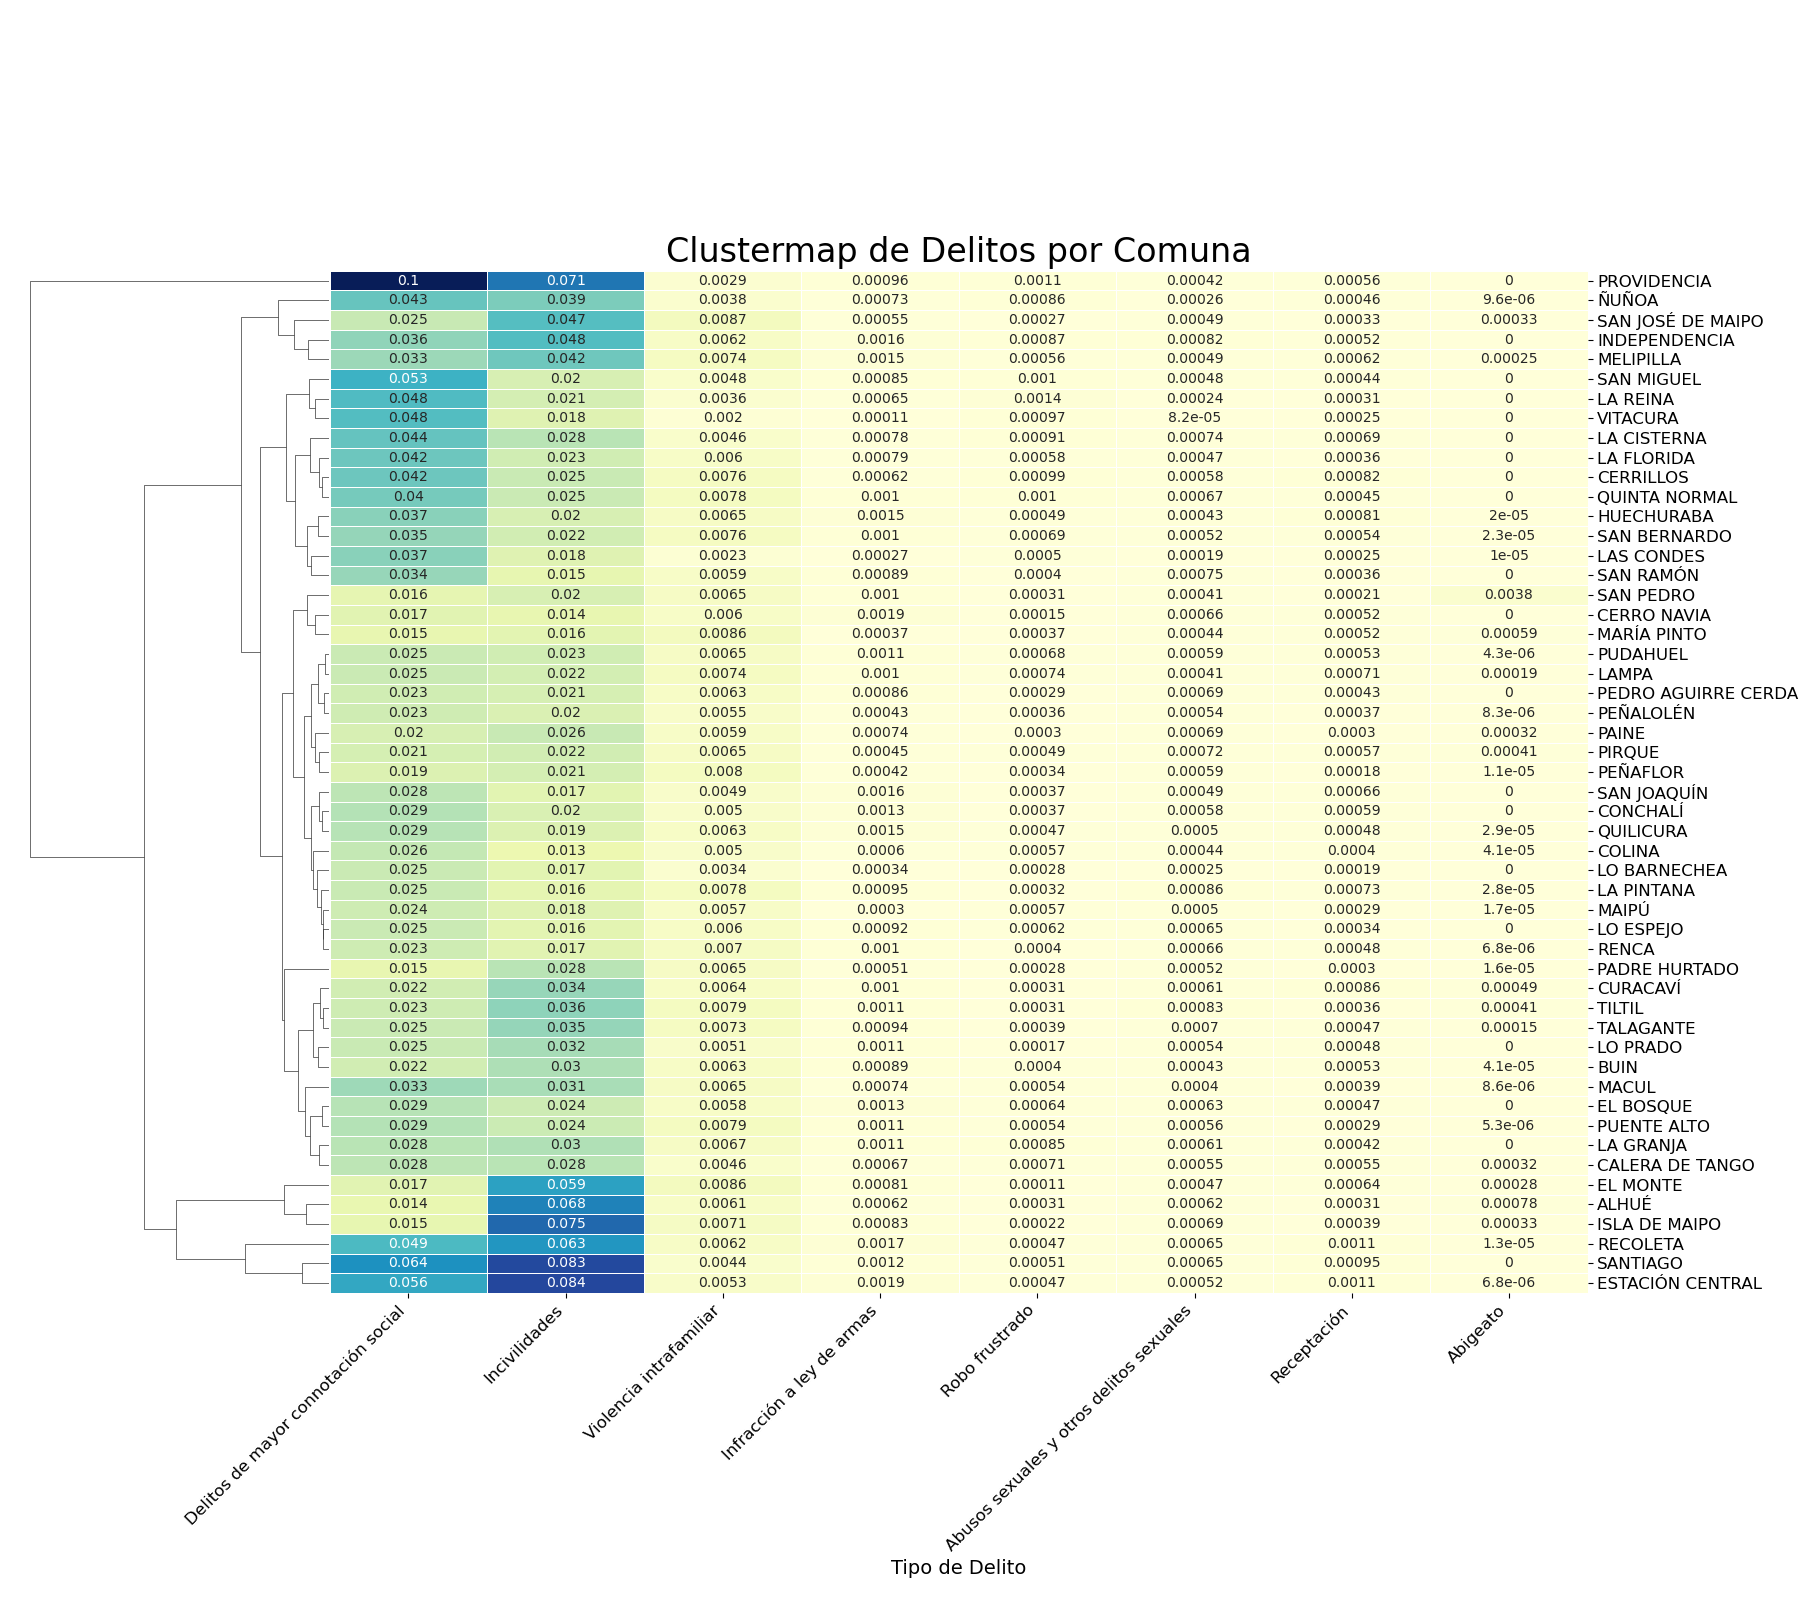 Clustermap de Delitos por Comuna
0.1 0.071 0.0029 0.00096 0.0011 0.00042 0.00056 0 PROVIDENCIA
0.043 0.039 0.0038 0.00073 0.00086 0.00026 0.00046 9.6e-06 ÑUÑOA
0.025 0.047 0.0087 0.00055 0.00027 0.00049 0.00033 0.00033 SAN JOSÉ DE MAIPO
0.036 0.048 0.0062 0.0016 0.00087 0.00082 0.00052 0 INDEPENDENCIA
0.033 0.042 0.0074 0.0015 0.00056 0.00049 0.00062 0.00025 MELIPILLA
0.053 0.02 0.0048 0.00085 0.001 0.00048 0.00044 0 SAN MIGUEL
0.048 0.021 0.0036 0.00065 0.0014 0.00024 0.00031 0 LA REINA
0.048 0.018 0.002 0.00011 0.00097 8.2e-05 0.00025 0 VITACURA
0.044 0.028 0.0046 0.00078 0.00091 0.00074 0.00069 0 LA CISTERNA
0.042 0.023 0.006 0.00079 0.00058 0.00047 0.00036 0 LA FLORIDA
0.042 0.025 0.0076 0.00062 0.00099 0.00058 0.00082 0 CERRILLOS
0.04 0.025 0.0078 0.001 0.001 0.00067 0.00045 0 QUINTA NORMAL
0.037 0.02 0.0065 0.0015 0.00049 0.00043 0.00081 2e-05 HUECHURABA
0.035 0.022 0.0076 0.001 0.00069 0.00052 0.00054 2.3e-05 SAN BERNARDO
0.037 0.018 0.0023 0.00027 0.0005 0.00019 0.00025 1e-05 LAS CONDES
0.034 0.015 0.0059 0.00089 0.0004 0.00075 0.00036 0 SAN RAMÓN
0.016 0.02 0.0065 0.001 0.00031 0.00041 0.00021 0.0038 SAN PEDRO
0.017 0.014 0.006 0.0019 0.00015 0.00066 0.00052 0 CERRO NAVIA
0.015 0.016 0.0086 0.00037 0.00037 0.00044 0.00052 0.00059 MARÍA PINTO
0.025 0.023 0.0065 0.0011 0.00068 0.00059 0.00053 4.3e-06 PUDAHUEL
0.025 0.022 0.0074 0.001 0.00074 0.00041 0.00071 0.00019 LAMPA
0.023 0.021 0.0063 0.00086 0.00029 0.00069 0.00043 0 PEDRO AGUIRRE CERDA
0.023 0.02 0.0055 0.00043 0.00036 0.00054 0.00037 8.3e-06 PEÑALOLÉN
0.02 0.026 0.0059 0.00074 0.0003 0.00069 0.0003 0.00032 PAINE
0.021 0.022 0.0065 0.00045 0.00049 0.00072 0.00057 0.00041 PIRQUE
0.019 0.021 0.008 0.00042 0.00034 0.00059 0.00018 1.1e-05 PEÑAFLOR
0.028 0.017 0.0049 0.0016 0.00037 0.00049 0.00066 0 SAN JOAQUÍN
0.029 0.02 0.005 0.0013 0.00037 0.00058 0.00059 0 CONCHALÍ
0.029 0.019 0.0063 0.0015 0.00047 0.0005 0.00048 2.9e-05 QUILICURA
0.026 0.013 0.005 0.0006 0.00057 0.00044 0.0004 4.1e-05 COLINA
0.025 0.017 0.0034 0.00034 0.00028 0.00025 0.00019 0 LO BARNECHEA
0.025 0.016 0.0078 0.00095 0.00032 0.00086 0.00073 2.8e-05 LA PINTANA
0.024 0.018 0.0057 0.0003 0.00057 0.0005 0.00029 1.7e-05 MAIPÚ
0.025 0.016 0.006 0.00092 0.00062 0.00065 0.00034 0 LO ESPEJO
0.023 0.017 0.007 0.001 0.0004 0.00066 0.00048 6.8e-06 RENCA
0.015 0.028 0.0065 0.00051 0.00028 0.00052 0.0003 1.6e-05 PADRE HURTADO
0.022 0.034 0.0064 0.001 0.00031 0.00061 0.00086 0.00049 CURACAVÍ
0.023 0.036 0.0079 0.0011 0.00031 0.00083 0.00036 0.00041 TILTIL
0.025 0.035 0.0073 0.00094 0.00039 0.0007 0.00047 0.00015 TALAGANTE
0.025 0.032 0.0051 0.0011 0.00017 0.00054 0.00048 0 LO PRADO
0.022 0.03 0.0063 0.00089 0.0004 0.00043 0.00053 4.1e-05 BUIN
0.033 0.031 0.0065 0.00074 0.00054 0.0004 0.00039 8.6e-06 MACUL
0.029 0.024 0.0058 0.0013 0.00064 0.00063 0.00047 0 EL BOSQUE
0.029 0.024 0.0079 0.0011 0.00054 0.00056 0.00029 5.3e-06 PUENTE ALTO
0.028 0.03 0.0067 0.0011 0.00085 0.00061 0.00042 0 LA GRANJA
0.028 0.028 0.0046 0.00067 0.00071 0.00055 0.00055 0.00032 CALERA DE TANGO
0.017 0.059 0.0086 0.00081 0.00011 0.00047 0.00064 0.00028 EL MONTE
0.014 0.068 0.0061 0.00062 0.00031 0.00062 0.00031 0.00078 ALHUÉ
0.015 0.075 0.0071 0.00083 0.00022 0.00069 0.00039 0.00033 ISLA DE MAIPO
0.049 0.063 0.0062 0.0017 0.00047 0.00065 0.0011 1.3e-05 RECOLETA
0.064 0.083 0.0044 0.0012 0.00051 0.00065 0.00095 0 SANTIAGO
0.056 0.084 0.0053 0.0019 0.00047 0.00052 0.0011 6.8e-06 ESTACIÓN CENTRAL
Delitos de mayor connotación social
Incivilidades
Violencia intrafamiliar
Infracción a ley de armas
Robo frustrado
Abusos sexuales y otros delitos sexuales
Receptación
Abigeato
Tipo de Delito